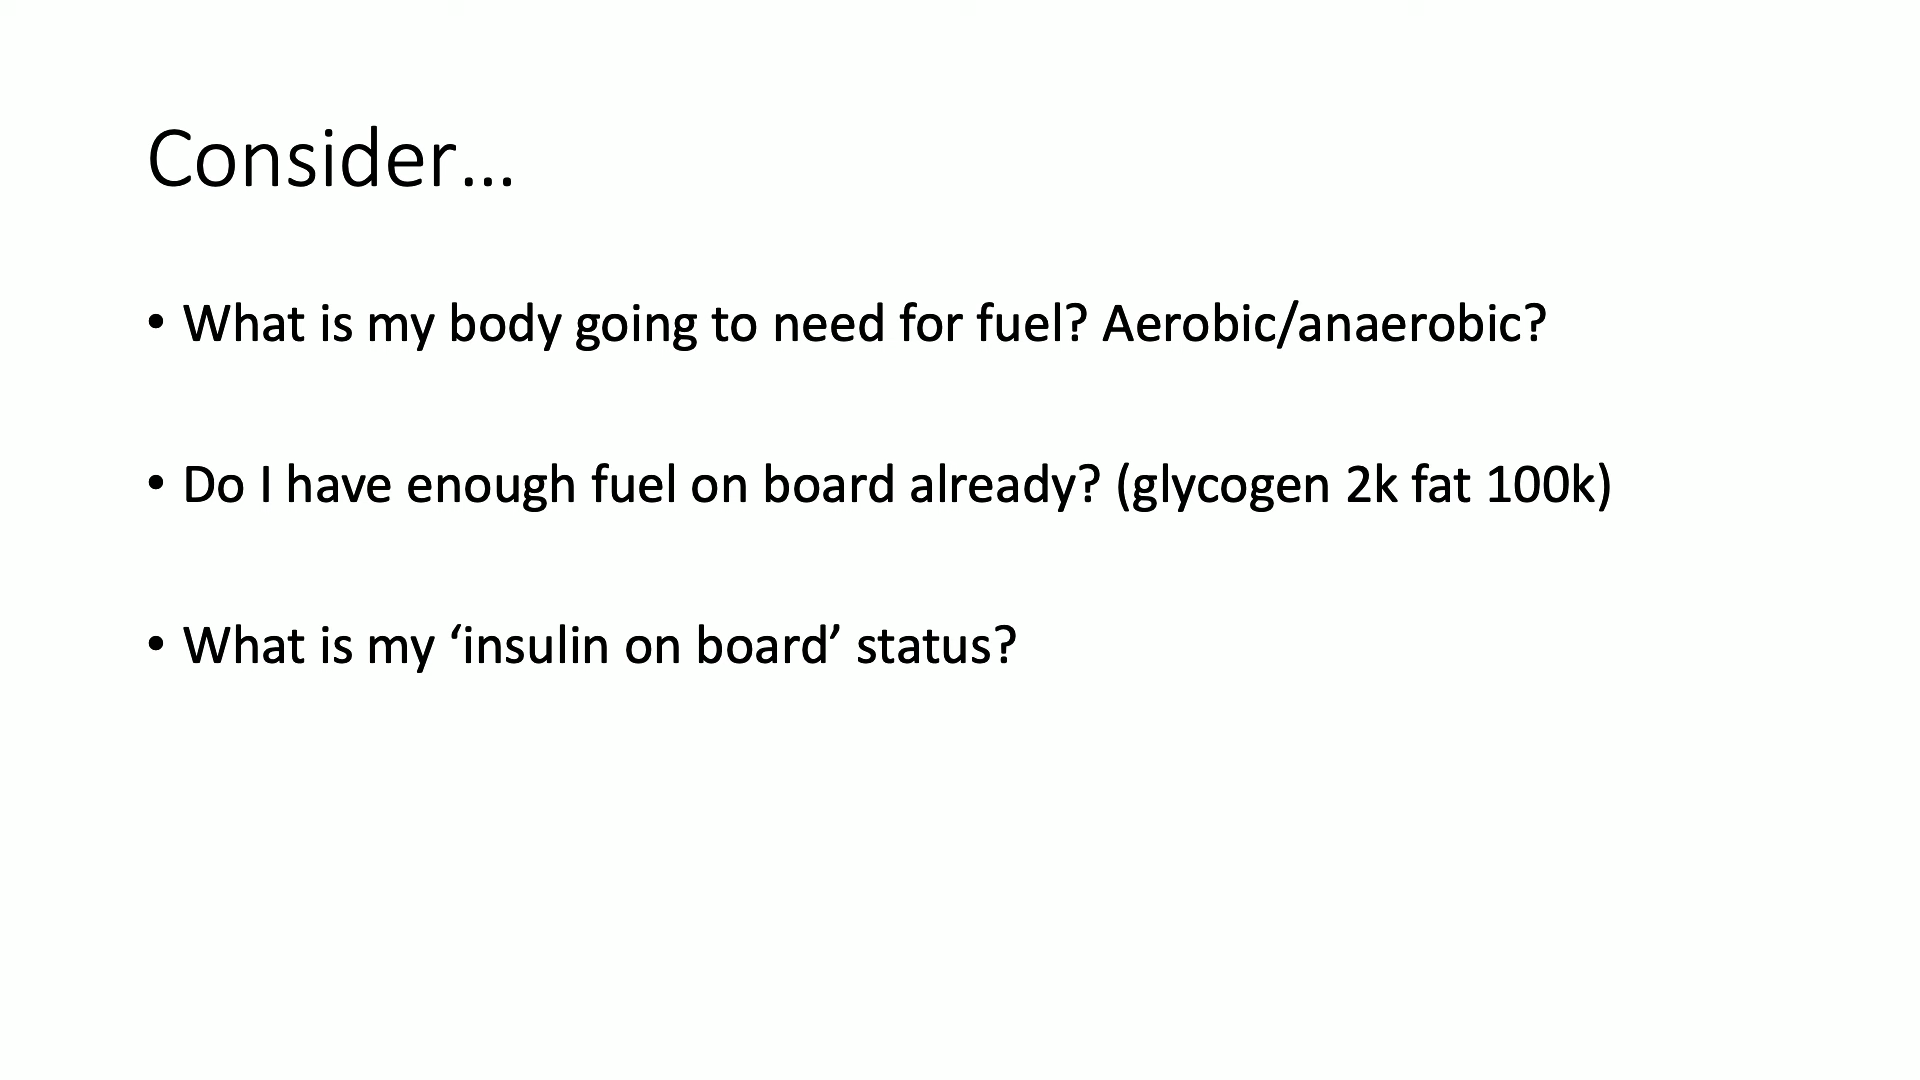 Consider…
• What is my body going to need for fuel? Aerobic/anaerobic?
• Do I have enough fuel on board already? (glycogen 2k fat 100k)
• What is my ‘insulin on board’ status?